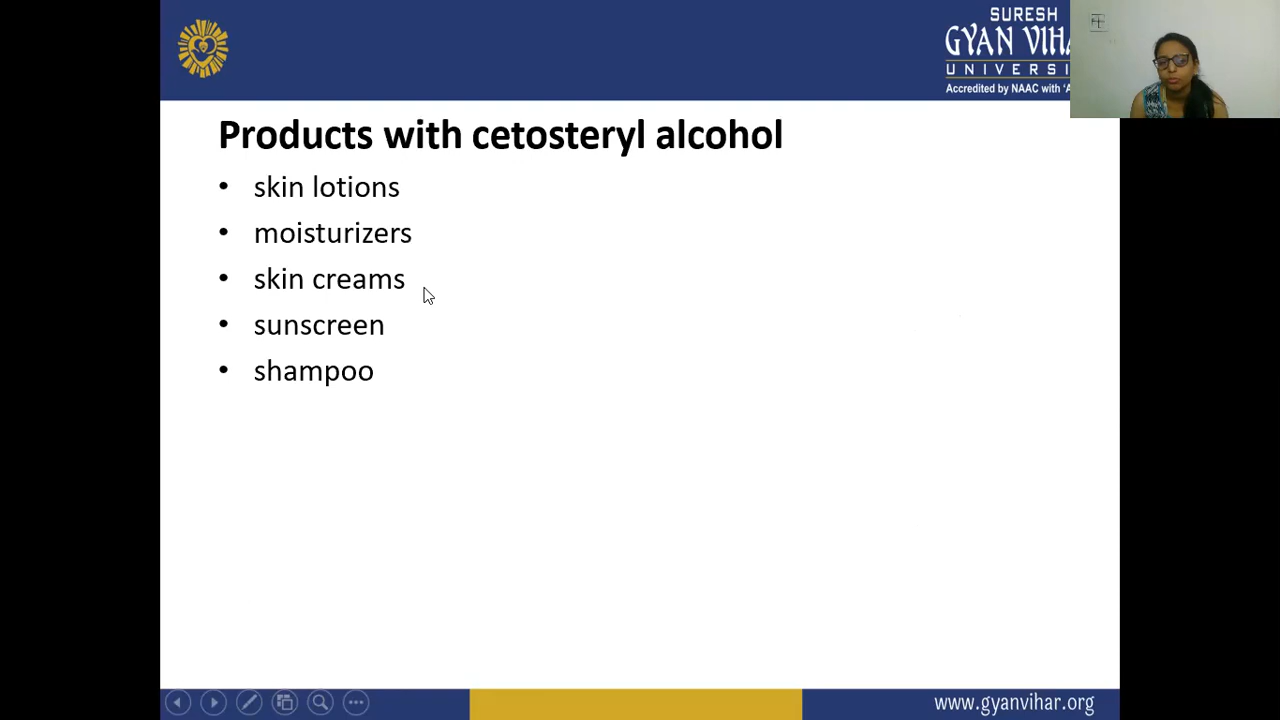 SURESH
GYAN VIHA
UNIVERSI
Accredited by NAAC with 'A
Products with cetosteryl alcohol
• skin lotions
• moisturizers
• skin creams
• sunscreen
• shampoo
www.gyanvihar.org